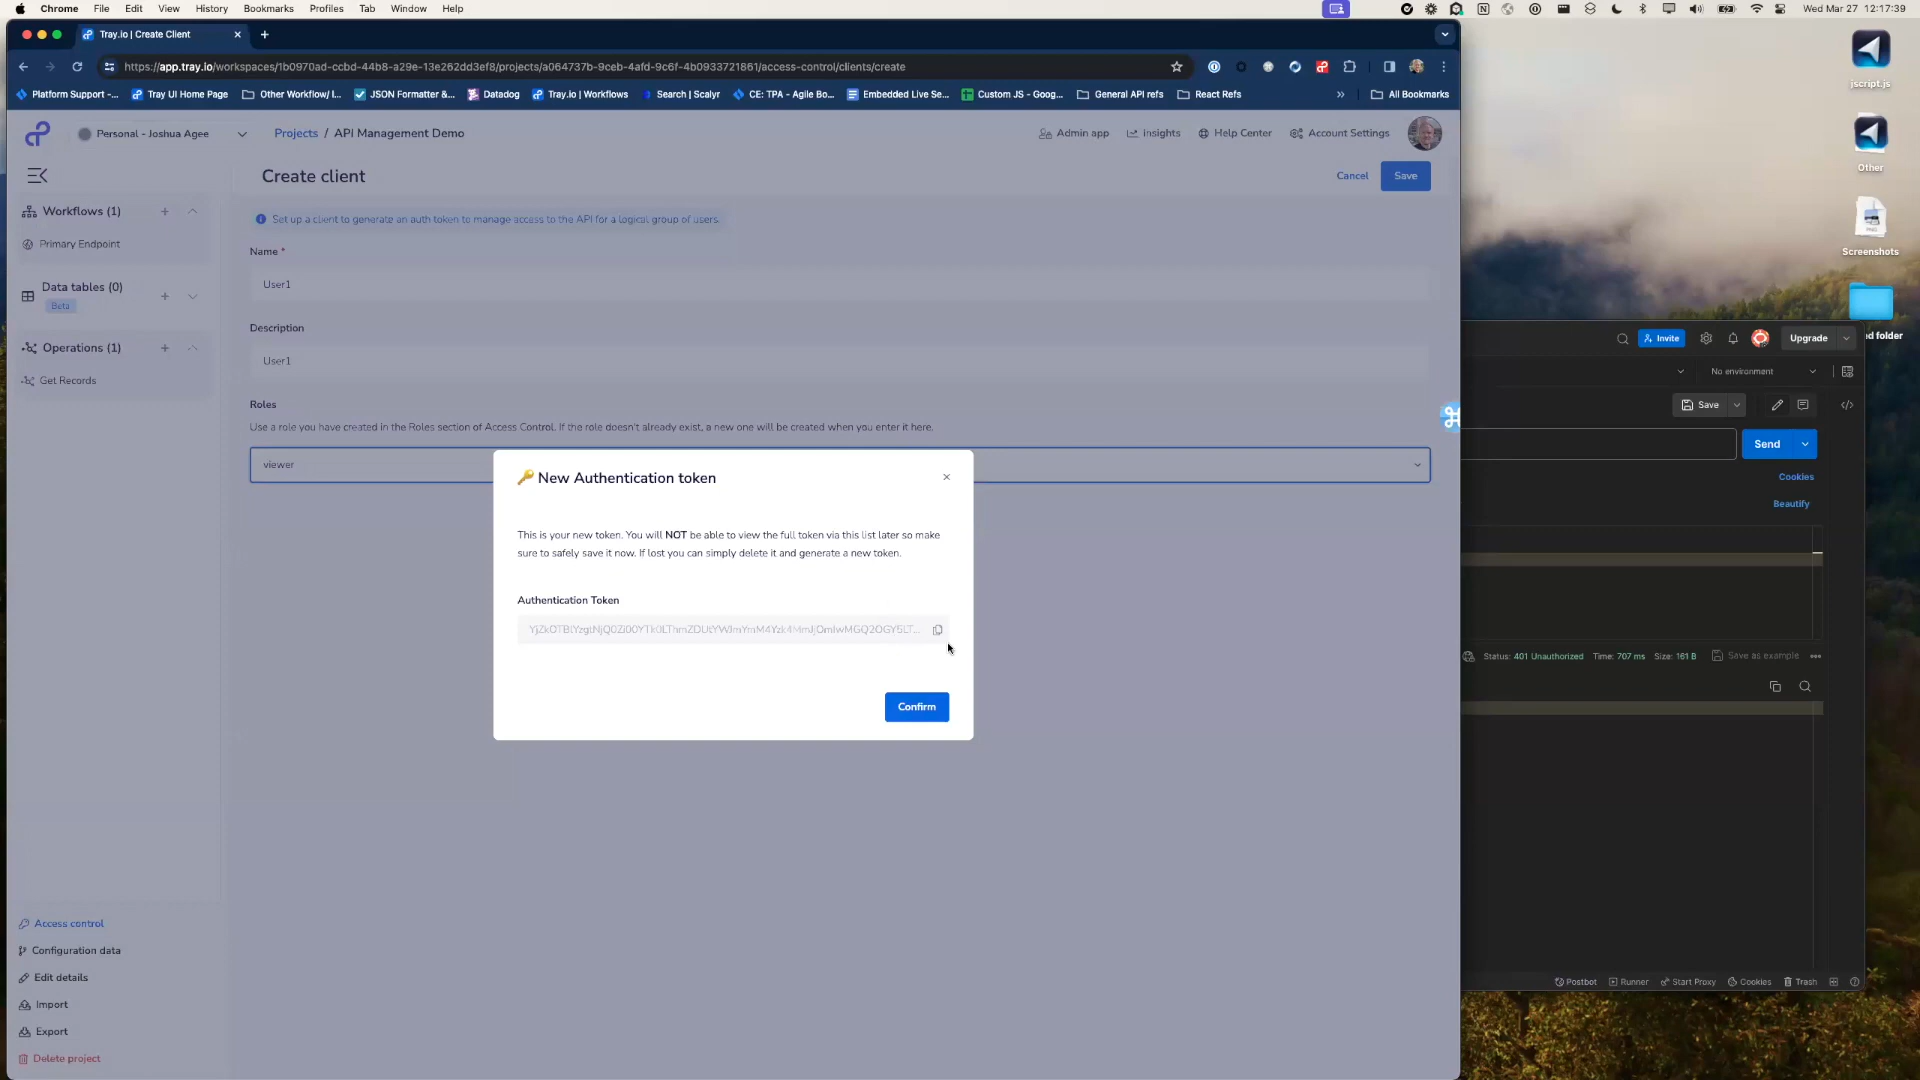 Chrome File Edit View History Bookmarks Profiles Tab Window Help
Wed Mar 27 12:17:39
Tray.io | Create Client
https://app.tray.io/workspaces/1b0970ad-ccbd-44b8-a29e-13e262dd3ef8/projects/a064737b-9ceb-4afd-9c6f-4b0933721861/access-control/clients/create
Platform Support -... Tray UI Home Page Other Workflow/ I... JSON Formatter &... Datadog Tray.io | Workflows Search | Scalyr CE: TPA - Agile Bo... Embedded Live Se... Custom JS - Goog... General API refs React Refs » All Bookmarks
Personal - Joshua Agee
Projects / API Management Demo
Admin app Insights Help Center Account Settings
Create client
Cancel Save
Workflows (1)
Primary Endpoint
Data tables (0)
Beta
Operations (1)
Get Records
Set up a client to generate an auth token to manage access to the API for a logical group of users.
Name *
User1
Description
User1
Roles
Use a role you have created in the Roles section of Access Control. If the role doesn't already exist, a new one will be created when you enter it here.
viewer
New Authentication token
This is your new token. You will NOT be able to view the full token via this list later so make
sure to safely save it now. If lost you can simply delete it and generate a new token.
Authentication Token
Confirm
Access control
Configuration data
Edit details
Import
Export
Delete project
jscript.js
Other
PNG
Screenshots
ed folder
Invite
Upgrade
No environment
Save
Send
Cookies
Beautify
Status: 401 Unauthorized Time: 707 ms Size: 161 B Save as example
Postbot Runner Start Proxy Cookies Trash